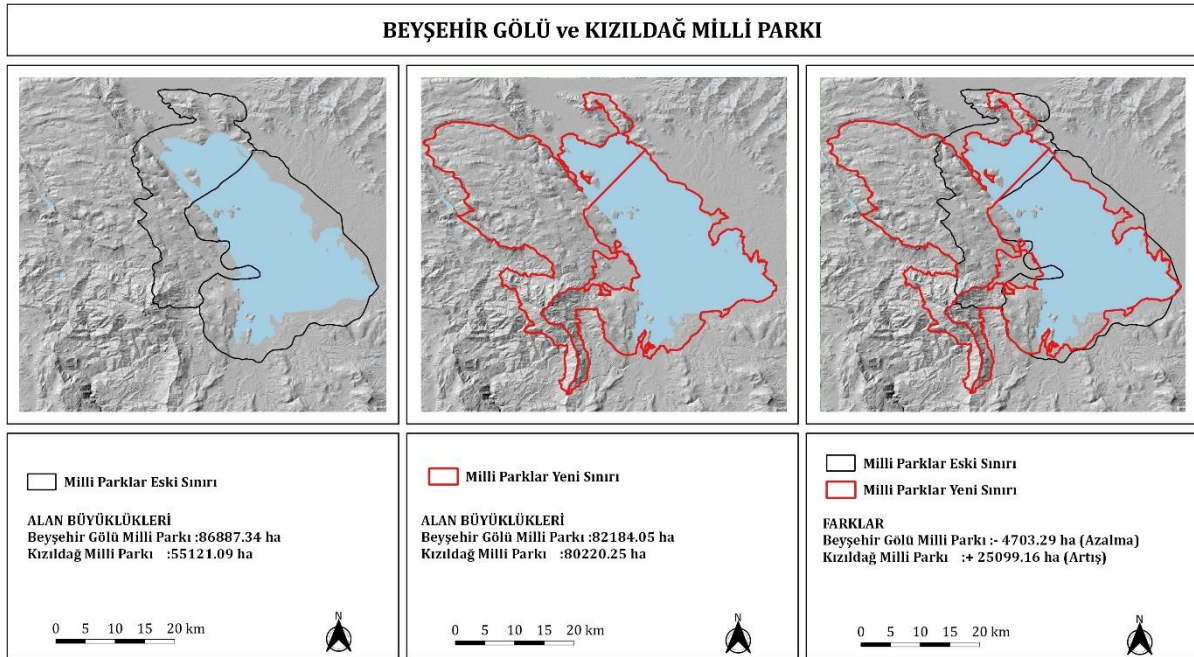 BEYŞEHİR GÖLÜ ve KIZILDAĞ MİLLİ PARKI
Milli Parklar Eski Sınırı
ALAN BÜYÜKLÜKLERİ
Beyşehir Gölü Milli Parkı :86887.34 ha
Kızıldağ Milli Parkı :55121.09 ha
0 5 10 15 20 km
N
Milli Parklar Yeni Sınırı
ALAN BÜYÜKLÜKLERİ
Beyşehir Gölü Milli Parkı :82184.05 ha
Kızıldağ Milli Parkı :80220.25 ha
0 5 10 15 20 km
N
Milli Parklar Eski Sınırı
Milli Parklar Yeni Sınırı
FARKLAR
Beyşehir Gölü Milli Parkı :- 4703.29 ha (Azalma)
Kızıldağ Milli Parkı :+ 25099.16 ha (Artış)
0 5 10 15 20 km
N